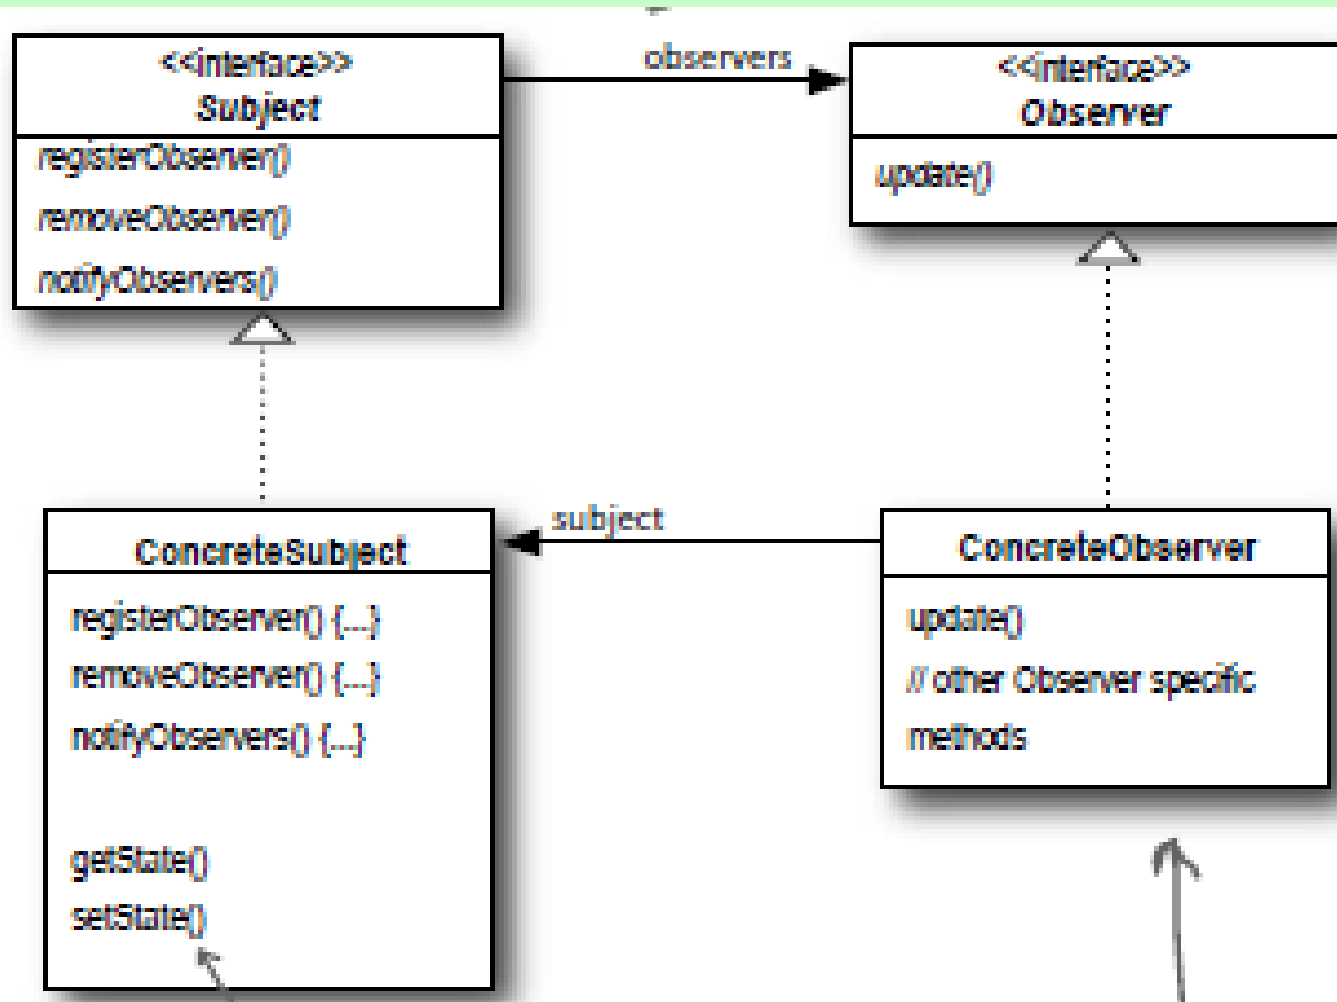 <<interface>>
Subject
registerObserver()
removeObserver()
notifyObservers()
observers
<<interface>>
Observer
update()
ConcreteSubject
registerObserver() {...}
removeObserver() {...}
notifyObservers() {...}
getState()
setState()
subject
ConcreteObserver
update()
// other Observer specific
methods